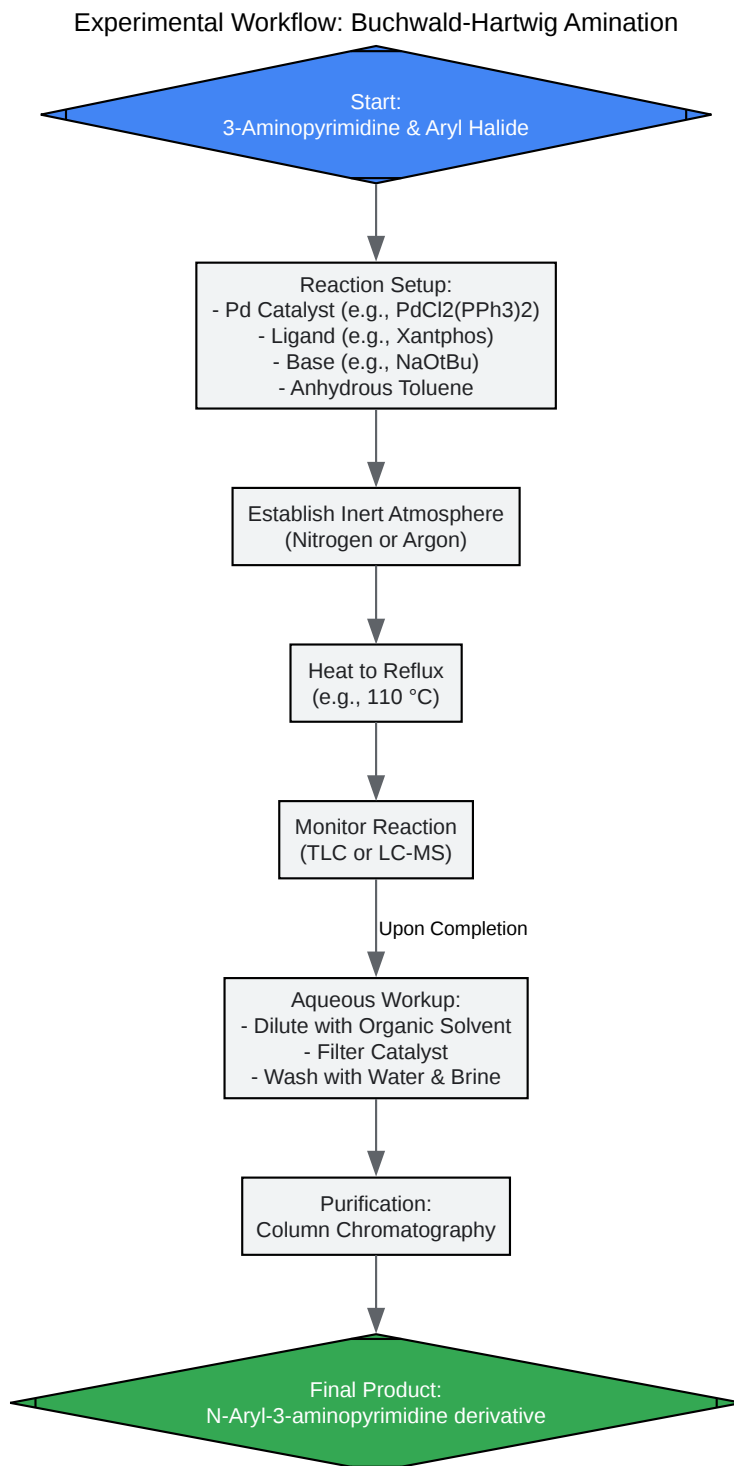 Experimental Workflow: Buchwald-Hartwig Amination
Start:
3-Aminopyrimidine & Aryl Halide
Reaction Setup:
- Pd Catalyst (e.g., PdCl2(PPh3)2)
- Ligand (e.g., Xantphos)
- Base (e.g., NaOtBu)
- Anhydrous Toluene
Establish Inert Atmosphere
(Nitrogen or Argon)
Heat to Reflux
(e.g., 110 °C)
Monitor Reaction
(TLC or LC-MS)
Upon Completion
Aqueous Workup:
- Dilute with Organic Solvent
- Filter Catalyst
- Wash with Water & Brine
Purification:
Column Chromatography
Final Product:
N-Aryl-3-aminopyrimidine derivative